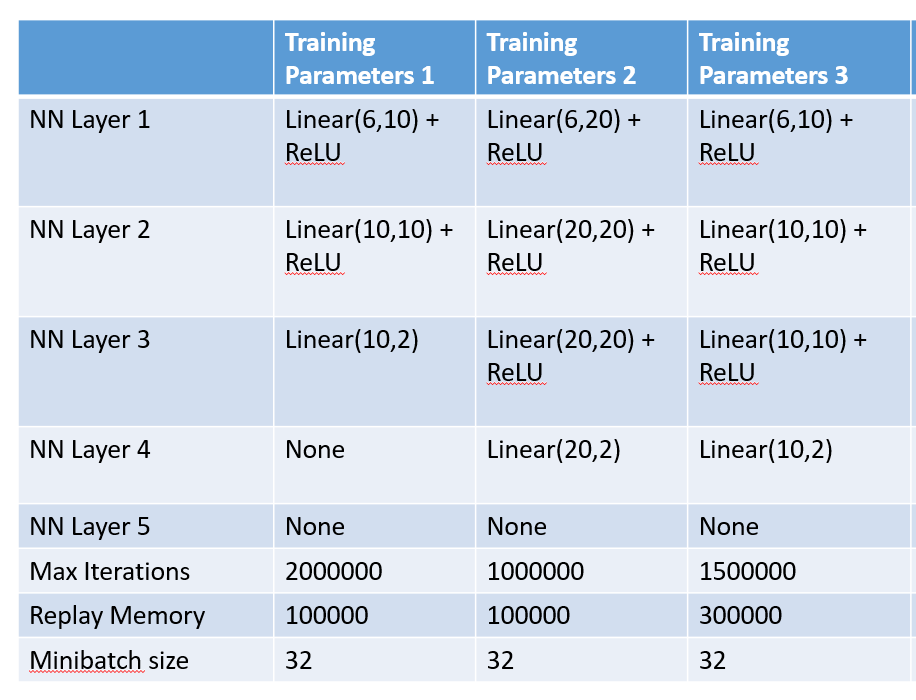 Training Parameters 1 Training Parameters 2 Training Parameters 3
NN Layer 1 Linear(6,10) + ReLU Linear(6,20) + ReLU Linear(6,10) + ReLU
NN Layer 2 Linear(10,10) + ReLU Linear(20,20) + ReLU Linear(10,10) + ReLU
NN Layer 3 Linear(10,2) Linear(20,20) + ReLU Linear(10,10) + ReLU
NN Layer 4 None Linear(20,2) Linear(10,2)
NN Layer 5 None None None
Max Iterations 2000000 1000000 1500000
Replay Memory 100000 100000 300000
Minibatch size 32 32 32